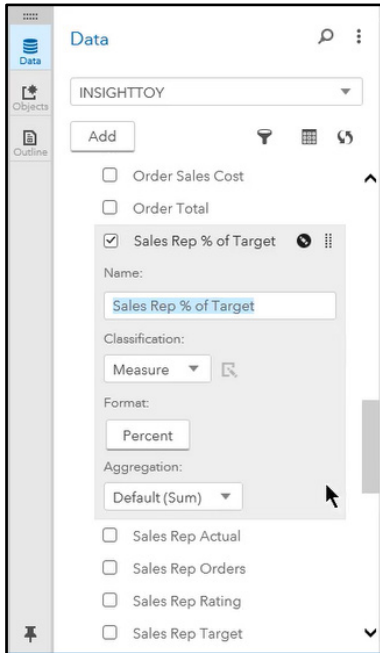 Data
Objects
Outline
Data
INSIGHTTOY
Add
Order Sales Cost
Order Total
Sales Rep % of Target
Name:
Sales Rep % of Target
Classification:
Measure
Format:
Percent
Aggregation:
Default (Sum)
Sales Rep Actual
Sales Rep Orders
Sales Rep Rating
Sales Rep Target